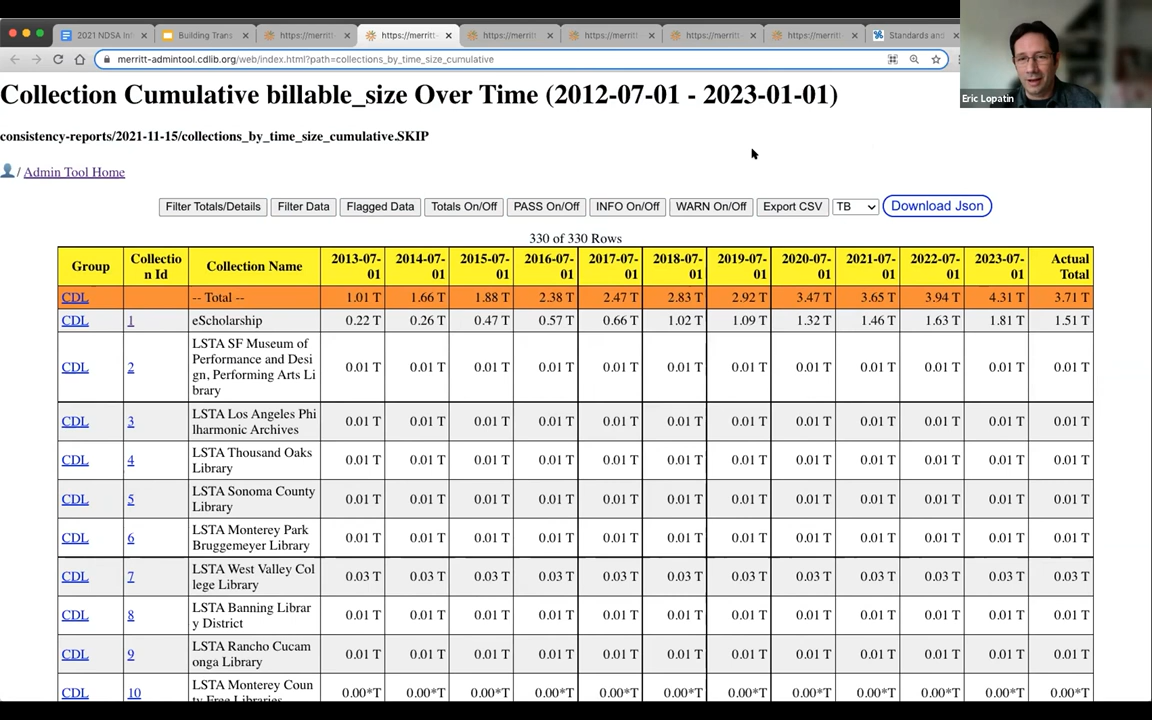 2021 NDSA In
Building Trans
https://merritt
https://merritt-
https://merritt
https://merritt
https://merritt
https://merritt
Standards and
merritt-admintool.cdlib.org/web/index.html?path=collections_by_time_size_cumulative
Eric Lopatin
Collection Cumulative billable_size Over Time (2012-07-01 - 2023-01-01)
consistency-reports/2021-11-15/collections_by_time_size_cumulative.SKIP
/ Admin Tool Home
Filter Totals/Details Filter Data Flagged Data Totals On/Off PASS On/Off INFO On/Off WARN On/Off Export CSV TB Download Json
330 of 330 Rows
Group Collectio 2013-07- 2014-07- 2015-07- 2016-07- 2017-07- 2018-07- 2019-07- 2020-07- 2021-07- 2022-07- 2023-07- Actual
n Id Collection Name 01 01 01 01 01 01 01 01 01 01 01 Total
CDL -- Total -- 1.01 T 1.66 T 1.88 T 2.38 T 2.47 T 2.83 T 2.92 T 3.47 T 3.65 T 3.94 T 4.31 T 3.71 T
CDL 1 eScholarship 0.22 T 0.26 T 0.47 T 0.57 T 0.66 T 1.02 T 1.09 T 1.32 T 1.46 T 1.63 T 1.81 T 1.51 T
LSTA SF Museum of
Performance and Desi
CDL 2 gn, Performing Arts Li 0.01 T 0.01 T 0.01 T 0.01 T 0.01 T 0.01 T 0.01 T 0.01 T 0.01 T 0.01 T 0.01 T 0.01 T
brary
LSTA Los Angeles Phi
CDL 3 lharmonic Archives 0.01 T 0.01 T 0.01 T 0.01 T 0.01 T 0.01 T 0.01 T 0.01 T 0.01 T 0.01 T 0.01 T 0.01 T
LSTA Thousand Oaks
CDL 4 Library 0.01 T 0.01 T 0.01 T 0.01 T 0.01 T 0.01 T 0.01 T 0.01 T 0.01 T 0.01 T 0.01 T 0.01 T
LSTA Sonoma County
CDL 5 Library 0.01 T 0.01 T 0.01 T 0.01 T 0.01 T 0.01 T 0.01 T 0.01 T 0.01 T 0.01 T 0.01 T 0.01 T
LSTA Monterey Park
CDL 6 Bruggemeyer Library 0.01 T 0.01 T 0.01 T 0.01 T 0.01 T 0.01 T 0.01 T 0.01 T 0.01 T 0.01 T 0.01 T 0.01 T
LSTA West Valley Col
CDL 7 lege Library 0.03 T 0.03 T 0.03 T 0.03 T 0.03 T 0.03 T 0.03 T 0.03 T 0.03 T 0.03 T 0.03 T 0.03 T
LSTA Banning Librar
CDL 8 y District 0.01 T 0.01 T 0.01 T 0.01 T 0.01 T 0.01 T 0.01 T 0.01 T 0.01 T 0.01 T 0.01 T 0.01 T
LSTA Rancho Cucam
CDL 9 onga Library 0.01 T 0.01 T 0.01 T 0.01 T 0.01 T 0.01 T 0.01 T 0.01 T 0.01 T 0.01 T 0.01 T 0.01 T
LSTA Monterey Coun
CDL 10 ty Free Libraries 0.00*T 0.00*T 0.00*T 0.00*T 0.00*T 0.00*T 0.00*T 0.00*T 0.00*T 0.00*T 0.00*T 0.00*T